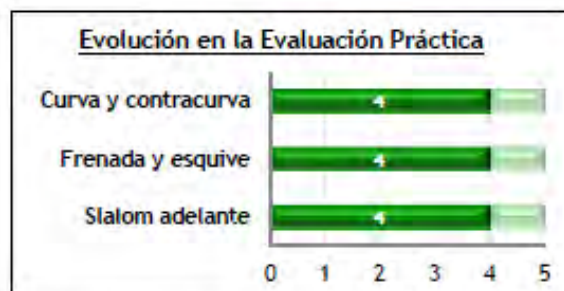 Evolución en la Evaluación Práctica
Curva y contracurva 4
Frenada y esquive 4
Slalom adelante 4
0 1 2 3 4 5